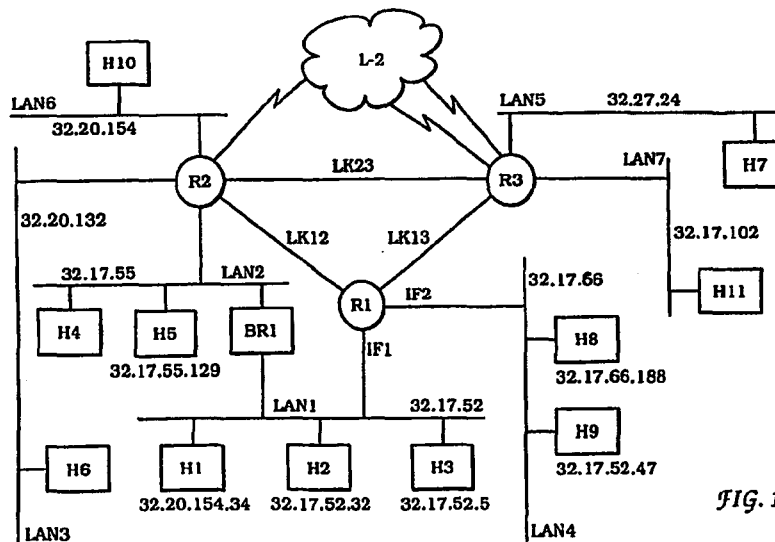 H10
L-2
LAN6
32.20.154
LAN5
32.27.24
R2
LK23
R3
LAN7
H7
32.20.132
LK12
LK13
32.17.102
32.17.55
LAN2
32.17.66
R1
IF2
H11
H4
H5
BR1
H8
32.17.55.129
IF1
32.17.66.188
LAN1
32.17.52
H6
H1
H2
H3
H9
32.20.154.34
32.17.52.32
32.17.52.5
32.17.52.47
LAN3
LAN4